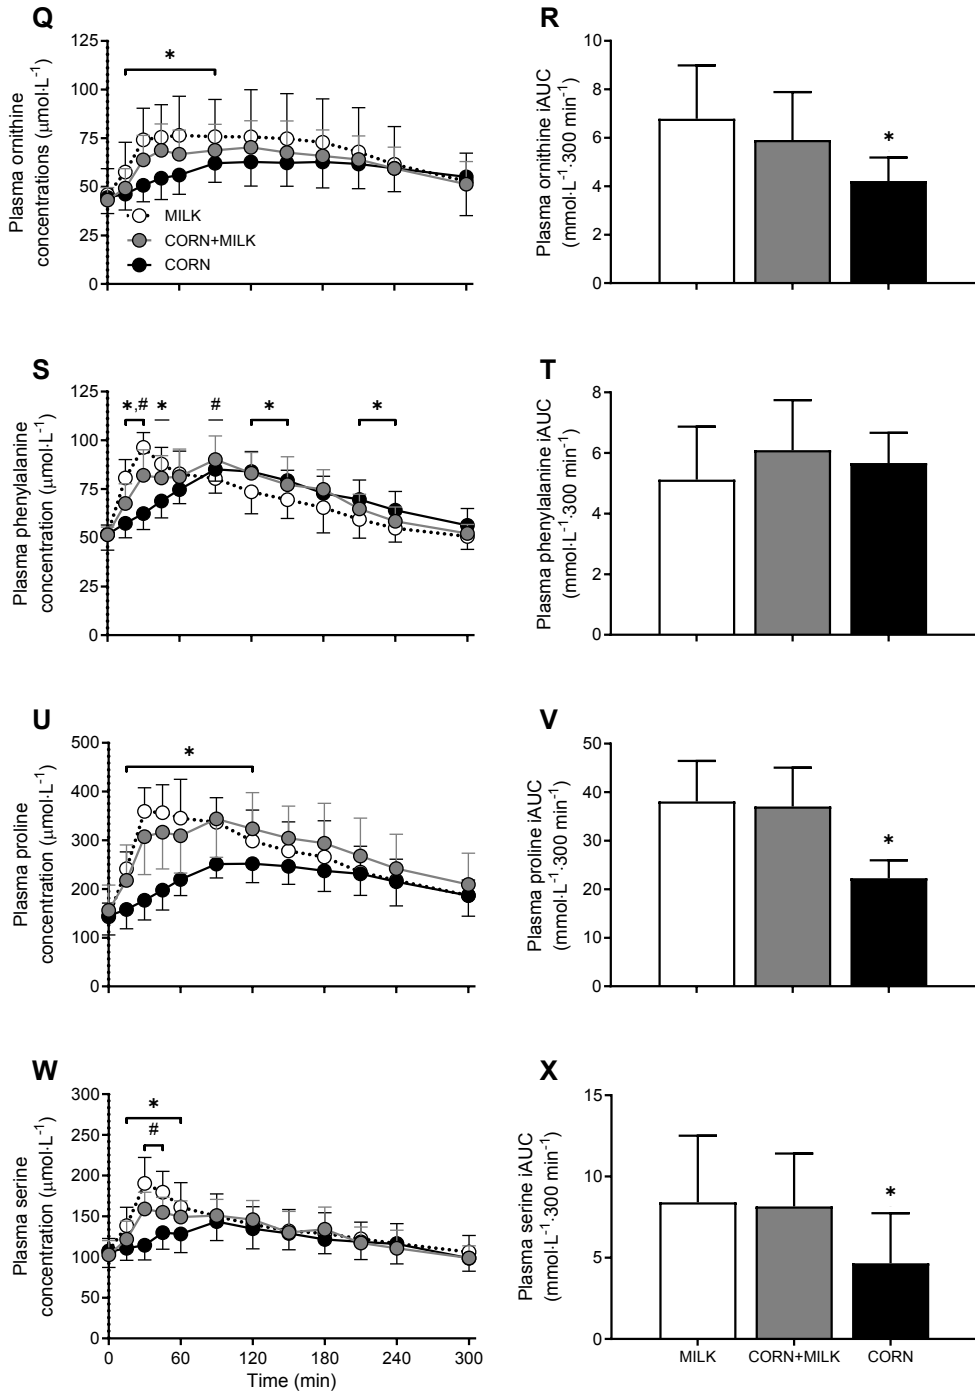 Q
Plasma ornithine
concentrations (μmol·L⁻¹)
125
100
75
50
25
0
*
MILK
CORN+MILK
CORN
R
Plasma ornithine iAUC
(mmol·L⁻¹·300 min⁻¹)
10
8
6
4
2
0
*
S
Plasma phenylalanine
concentration (μmol·L⁻¹)
125
100
75
50
25
0
*,# * # * *
T
Plasma phenylalanine iAUC
(mmol·L⁻¹·300 min⁻¹)
8
6
4
2
0
U
Plasma proline
concentration (μmol·L⁻¹)
500
400
300
200
100
0
*
V
Plasma proline iAUC
(mmol·L⁻¹·300 min⁻¹)
50
40
30
20
10
0
*
W
Plasma serine
concentration (μmol·L⁻¹)
300
250
200
150
100
50
0
*
#
0 60 120 180 240 300
Time (min)
X
Plasma serine iAUC
(mmol·L⁻¹·300 min⁻¹)
15
10
5
0
*
MILK CORN+MILK CORN